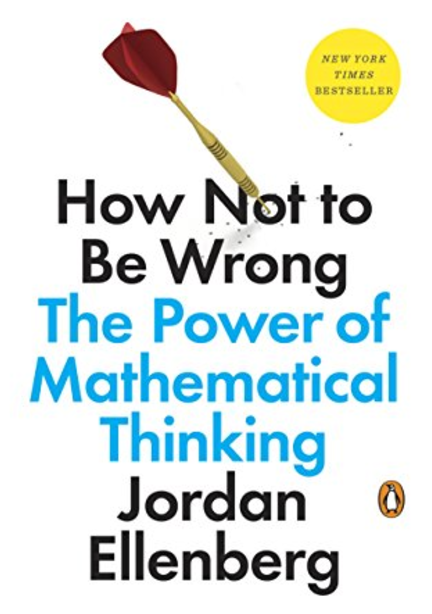 NEW YORK
TIMES
BESTSELLER
How Not to
Be Wrong
The Power of
Mathematical
Thinking
Jordan
Ellenberg